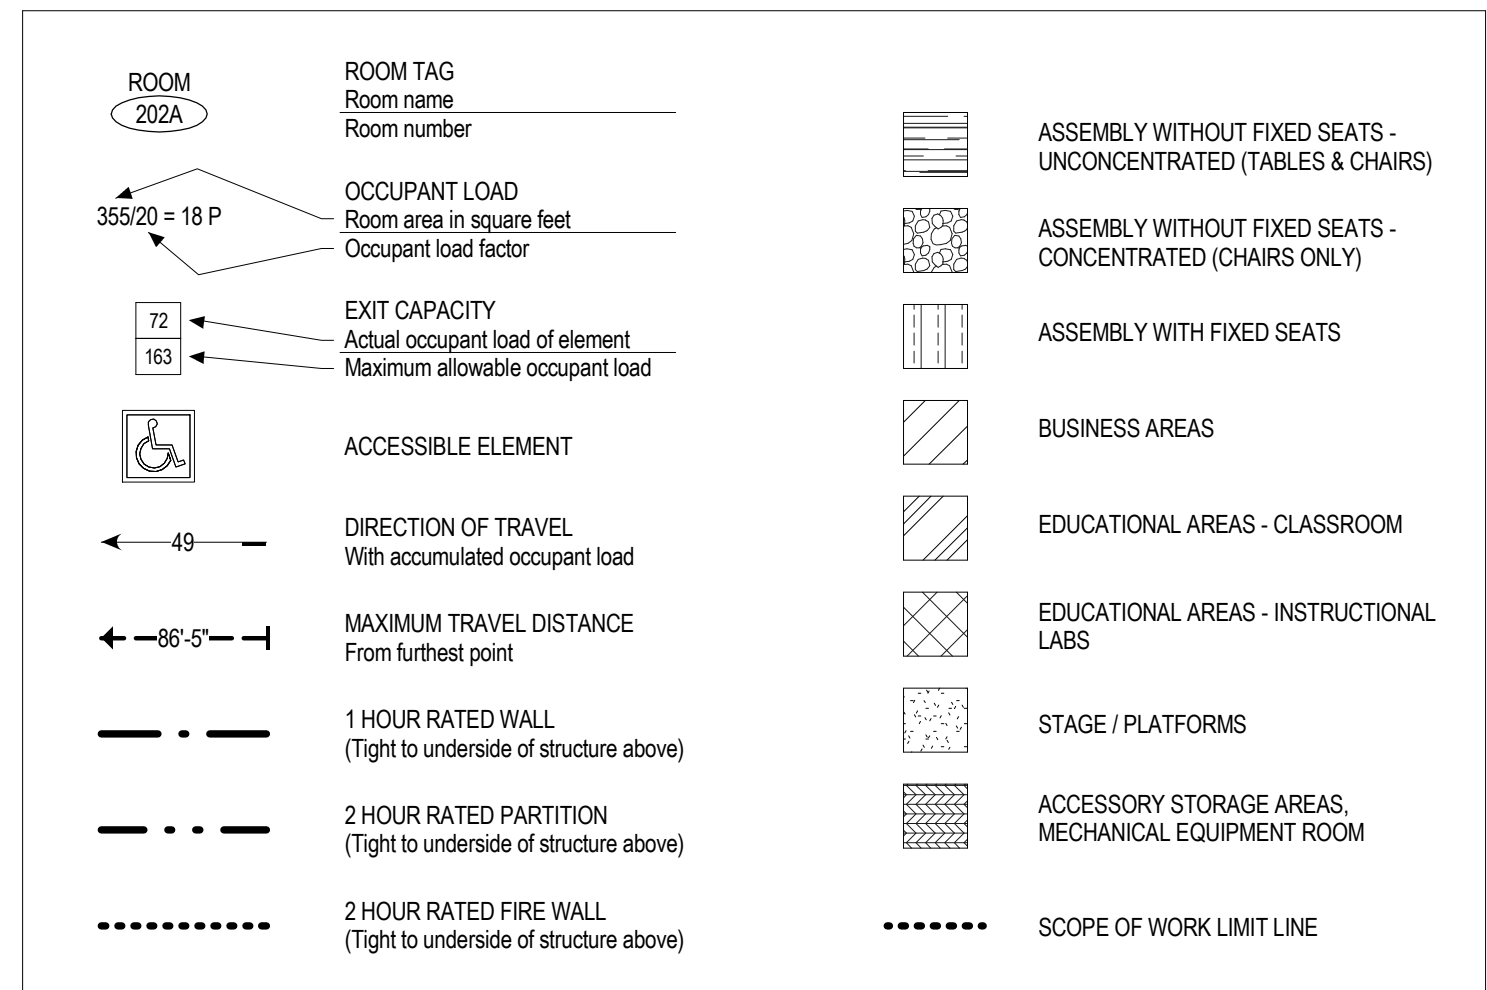 ROOM
202A
ROOM TAG
Room name
Room number
355/20 = 18 P
OCCUPANT LOAD
Room area in square feet
Occupant load factor
72
163
EXIT CAPACITY
Actual occupant load of element
Maximum allowable occupant load
ACCESSIBLE ELEMENT
49
DIRECTION OF TRAVEL
With accumulated occupant load
86'-5"
MAXIMUM TRAVEL DISTANCE
From furthest point
1 HOUR RATED WALL
(Tight to underside of structure above)
2 HOUR RATED PARTITION
(Tight to underside of structure above)
2 HOUR RATED FIRE WALL
(Tight to underside of structure above)
ASSEMBLY WITHOUT FIXED SEATS -
UNCONCENTRATED (TABLES & CHAIRS)
ASSEMBLY WITHOUT FIXED SEATS -
CONCENTRATED (CHAIRS ONLY)
ASSEMBLY WITH FIXED SEATS
BUSINESS AREAS
EDUCATIONAL AREAS - CLASSROOM
EDUCATIONAL AREAS - INSTRUCTIONAL
LABS
STAGE / PLATFORMS
ACCESSORY STORAGE AREAS,
MECHANICAL EQUIPMENT ROOM
SCOPE OF WORK LIMIT LINE